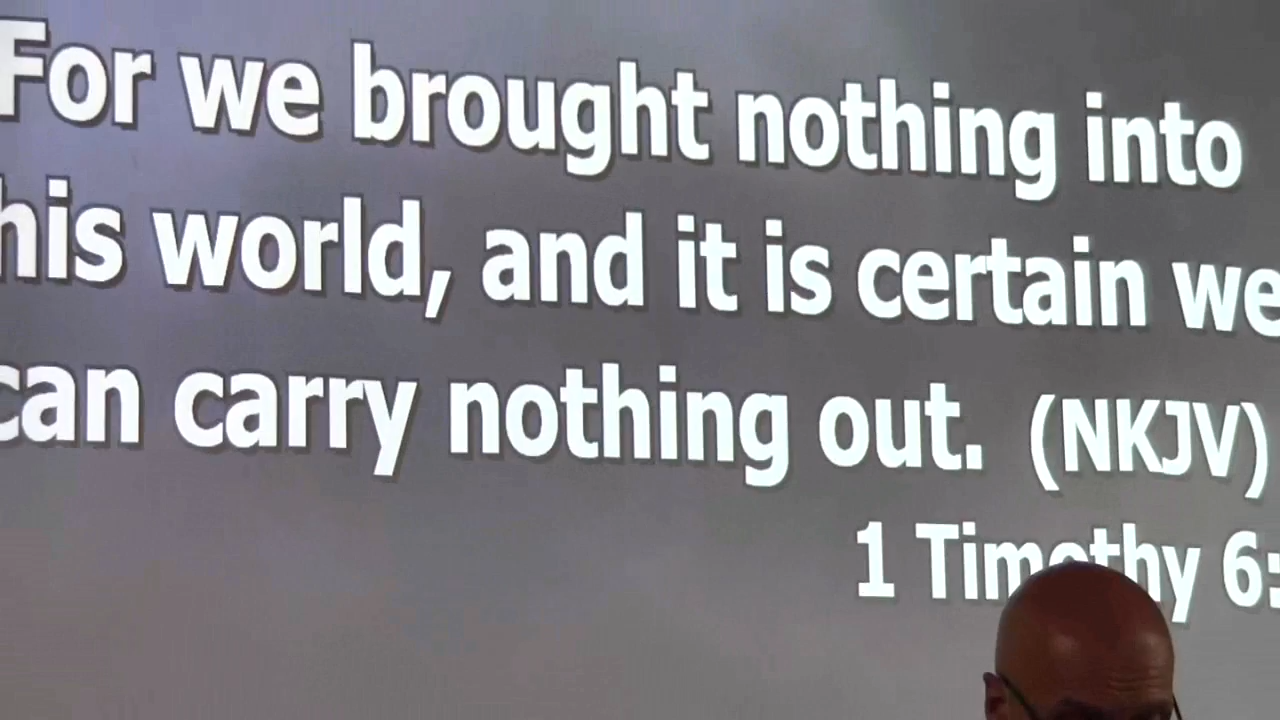 For we brought nothing into
his world, and it is certain we
can carry nothing out. (NKJV)
1 Timothy 6: